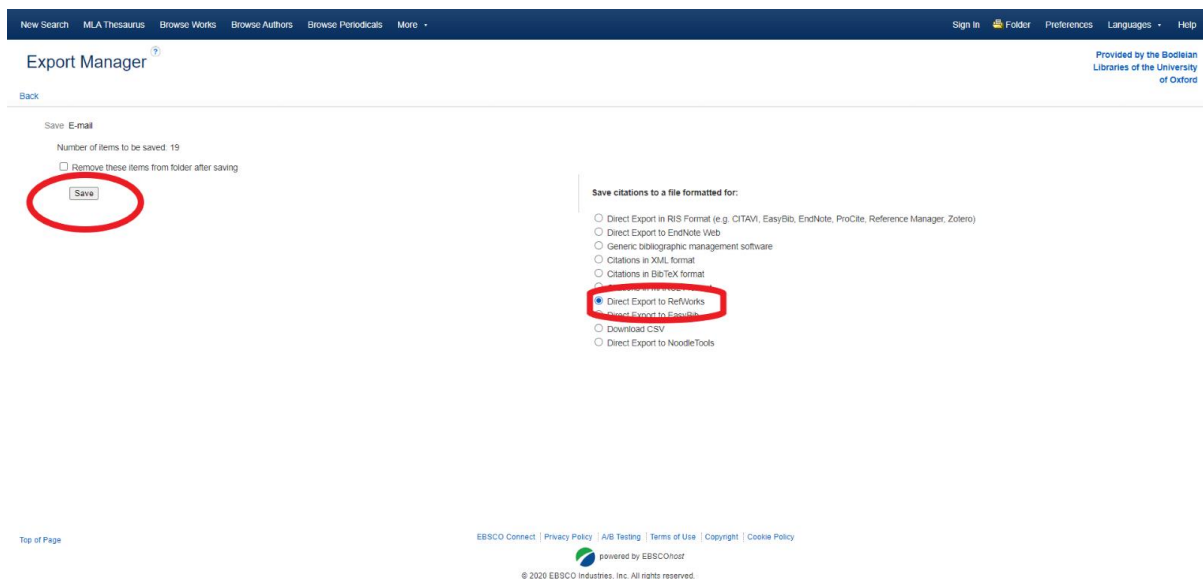 New Search MLA Thesaurus Browse Works Browse Authors Browse Periodicals More Sign In Folder Preferences Languages Help
Export Manager ?
Provided by the Bodleian
Libraries of the University
of Oxford
Back
Save E-mail
Number of items to be saved: 19
Remove these items from folder after saving
Save
Save citations to a file formatted for:
Direct Export in RIS Format (e.g. CITAVI, EasyBib, EndNote, ProCite, Reference Manager, Zotero)
Direct Export to EndNote Web
Generic bibliographic management software
Citations in XML format
Citations in BibTeX format
Citations in
Direct Export to RefWorks
Direct Export to EasyBib
Download CSV
Direct Export to NoodleTools
Top of Page
EBSCO Connect | Privacy Policy | A/B Testing | Terms of Use | Copyright | Cookie Policy
powered by EBSCOhost
© 2020 EBSCO Industries, Inc. All rights reserved.